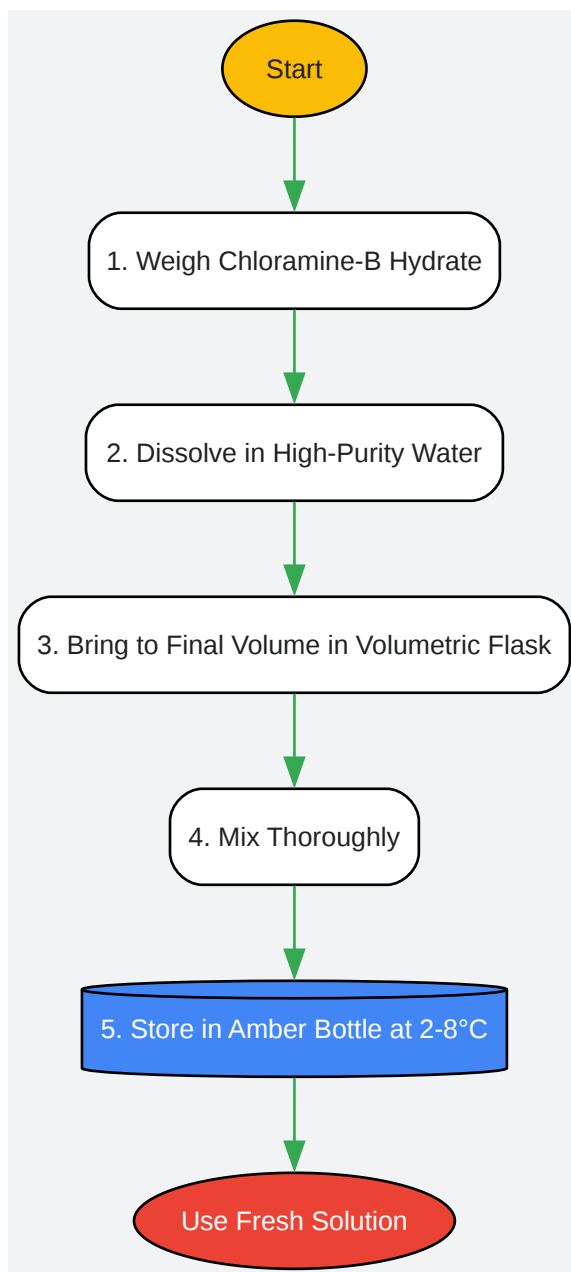 Start
1. Weigh Chloramine-B Hydrate
2. Dissolve in High-Purity Water
3. Bring to Final Volume in Volumetric Flask
4. Mix Thoroughly
5. Store in Amber Bottle at 2-8°C
Use Fresh Solution